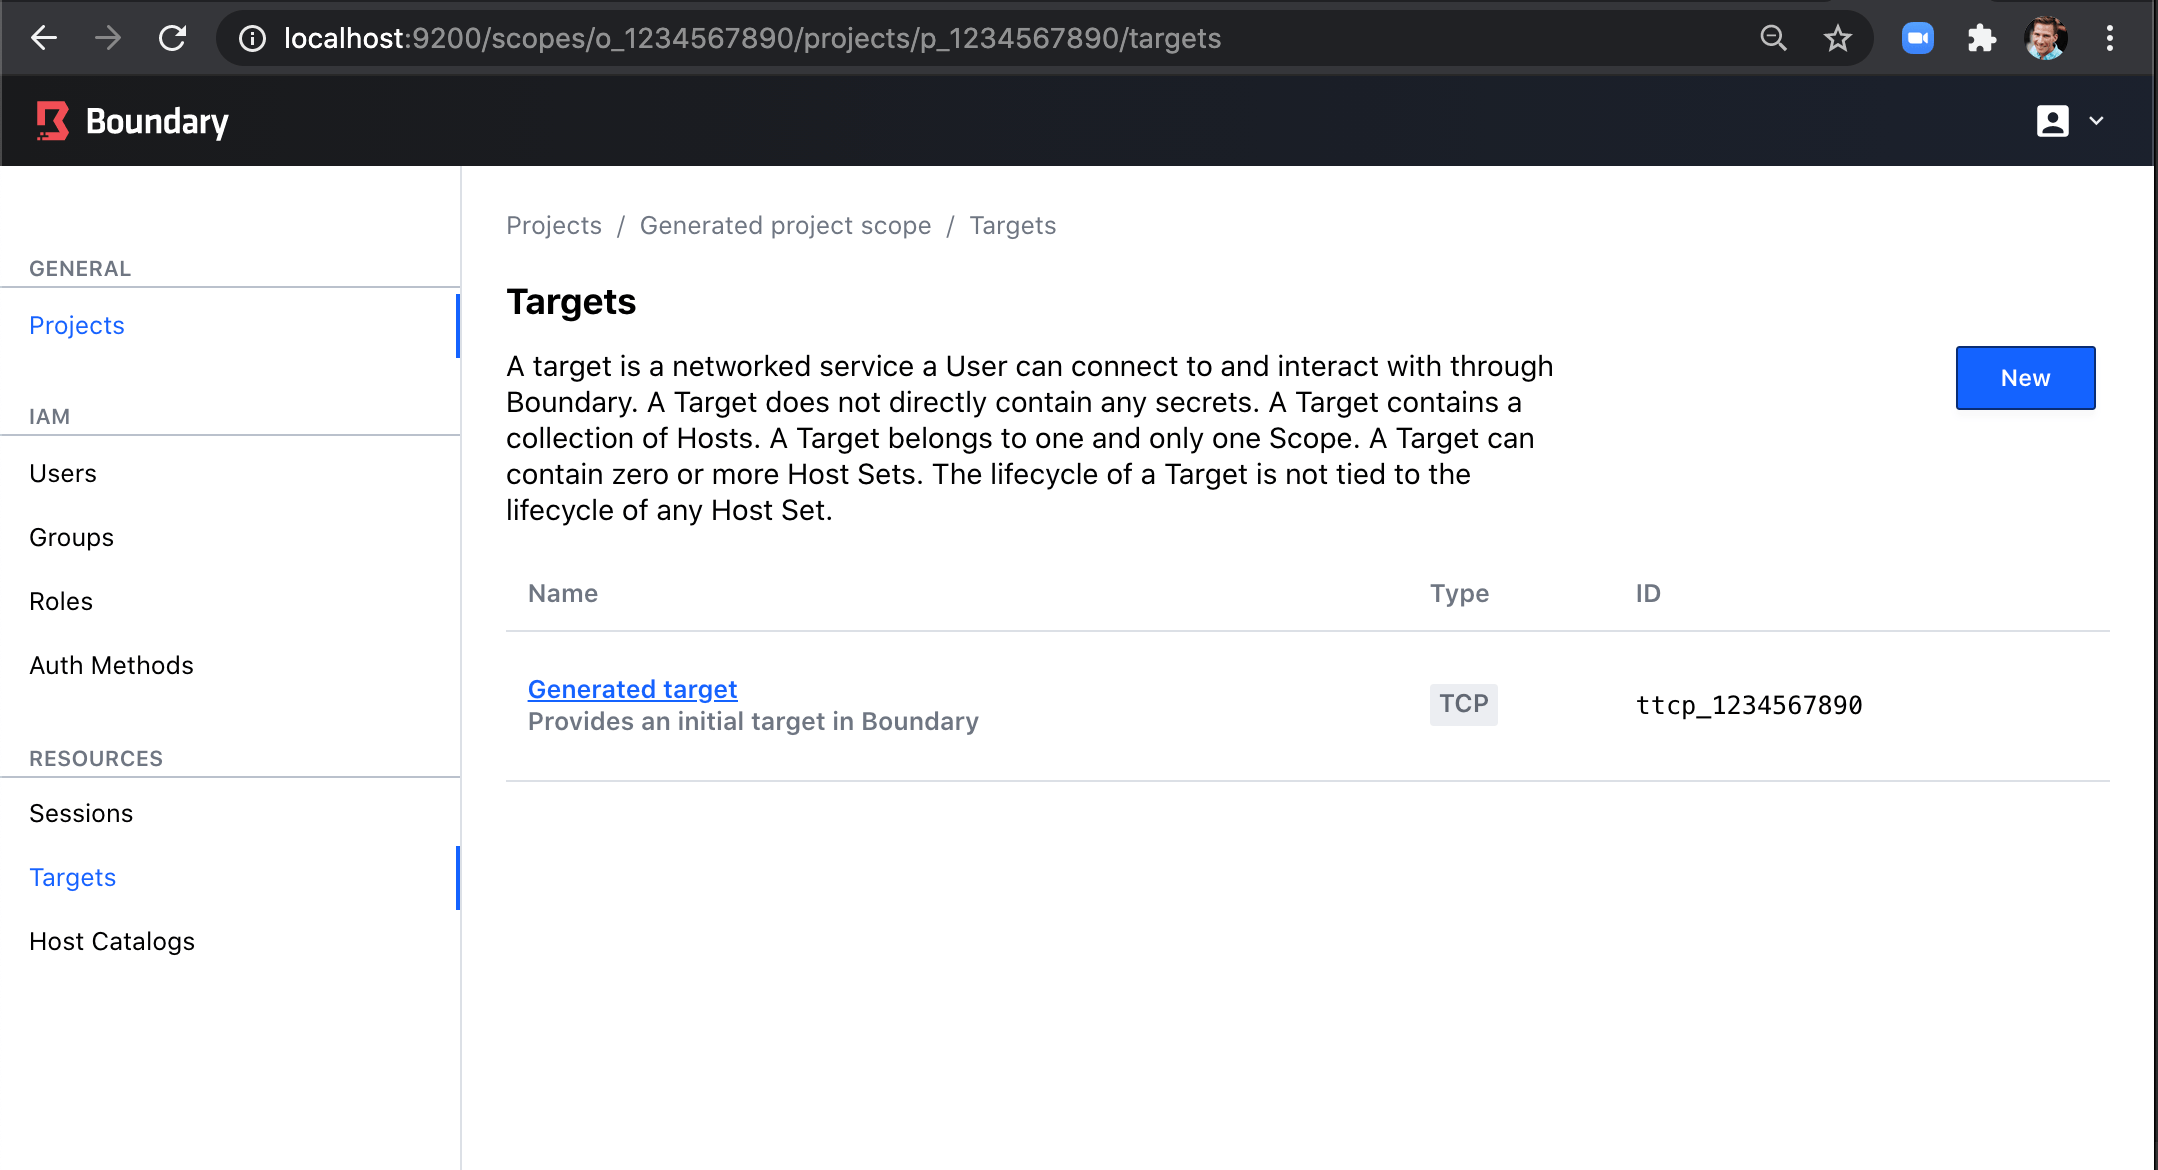 localhost:9200/scopes/o_1234567890/projects/p_1234567890/targets
Boundary
GENERAL
Projects
IAM
Users
Groups
Roles
Auth Methods
RESOURCES
Sessions
Targets
Host Catalogs
Projects / Generated project scope / Targets
Targets
A target is a networked service a User can connect to and interact with through
Boundary. A Target does not directly contain any secrets. A Target contains a
collection of Hosts. A Target belongs to one and only one Scope. A Target can
contain zero or more Host Sets. The lifecycle of a Target is not tied to the
lifecycle of any Host Set.
New
Name Type ID
Generated target
Provides an initial target in Boundary
TCP
ttcp_1234567890